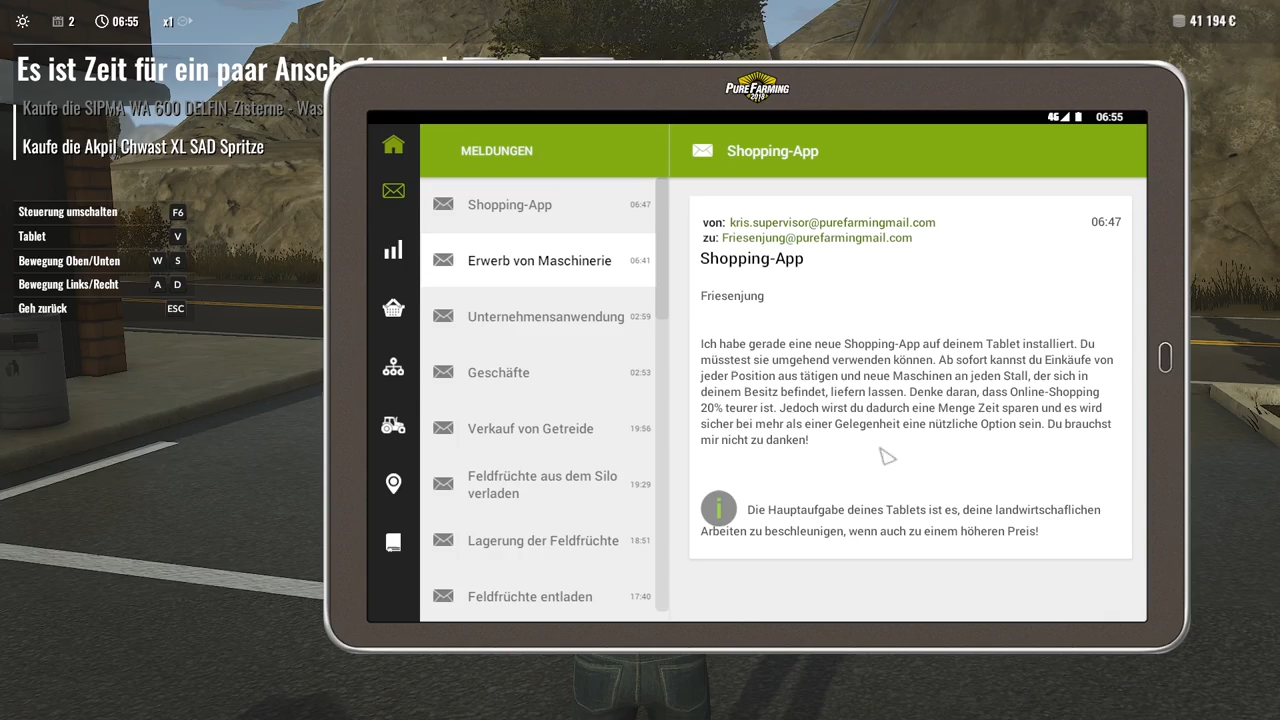 2
06:55
x1
41 194 €
Es ist Zeit für ein paar
Kaufe die SIPMA WA 600 DELFIN-Zisterne - Was
Kaufe die Akpil Chwast XL SAD Spritze
Steuerung umschalten F6
Tablet V
Bewegung Oben/Unten W S
Bewegung Links/Recht A D
Geh zurück ESC
PURE FARMING
2018
4G 06:55
MELDUNGEN
Shopping-App
Shopping-App 06:47
Erwerb von Maschinerie 06:41
Unternehmensanwendung 02:59
Geschäfte 02:53
Verkauf von Getreide 19:56
Feldfrüchte aus dem Silo
verladen 19:29
Lagerung der Feldfrüchte 18:51
Feldfrüchte entladen 17:40
von: kris.supervisor@purefarmingmail.com 06:47
zu: Friesenjung@purefarmingmail.com
Shopping-App
Friesenjung
Ich habe gerade eine neue Shopping-App auf deinem Tablet installiert. Du
müsstest sie umgehend verwenden können. Ab sofort kannst du Einkäufe von
jeder Position aus tätigen und neue Maschinen an jeden Stall, der sich in
deinem Besitz befindet, liefern lassen. Denke daran, dass Online-Shopping
20% teurer ist. Jedoch wirst du dadurch eine Menge Zeit sparen und es wird
sicher bei mehr als einer Gelegenheit eine nützliche Option sein. Du brauchst
mir nicht zu danken!
i Die Hauptaufgabe deines Tablets ist es, deine landwirtschaflichen
Arbeiten zu beschleunigen, wenn auch zu einem höheren Preis!